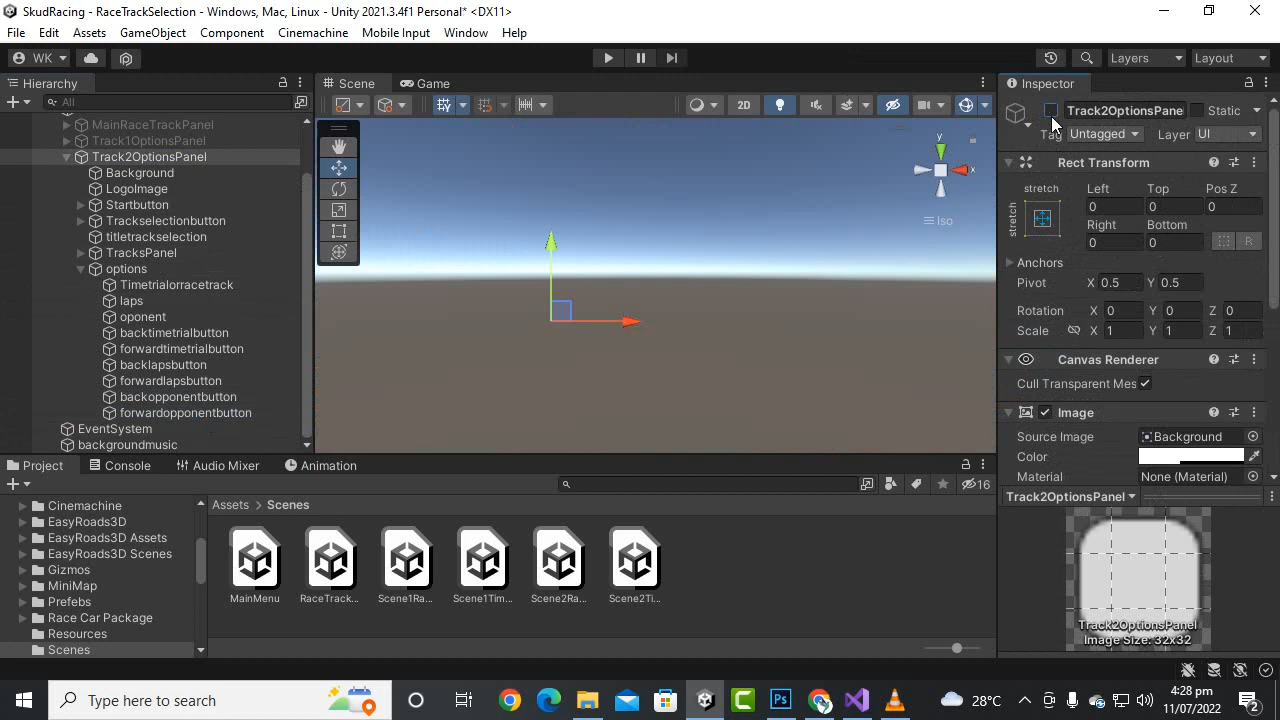 SkudRacing - RaceTrackSelection - Windows, Mac, Linux - Unity 2021.3.4f1 Personal* <DX11>
File Edit Assets GameObject Component Cinemachine Mobile Input Window Help
WK Layers Layout
Hierarchy
All
MainRaceTrackPanel
Track1OptionsPanel
Track2OptionsPanel
Background
LogoImage
Startbutton
Trackselectionbutton
titletrackselection
TracksPanel
options
Timetrialorracetrack
laps
oponent
backtimetrialbutton
forwardtimetrialbutton
backlapsbutton
forwardlapsbutton
backopponentbutton
forwardopponentbutton
EventSystem
backgroundmusic
Scene Game
2D
y
x
Iso
Inspector
Track2OptionsPane Static
Tag Untagged Layer UI
Rect Transform
stretch Left Top Pos Z
stretch 0 0 0
Right Bottom
0 0 R
Anchors
Pivot X 0.5 Y 0.5
Rotation X 0 Y 0 Z 0
Scale X 1 Y 1 Z 1
Canvas Renderer
Cull Transparent Mes
Image
Source Image Background
Color
Material None (Material)
Track2OptionsPanel
Track2OptionsPanel
Image Size: 32x32
Project Console Audio Mixer Animation
16
Cinemachine
EasyRoads3D
EasyRoads3D Assets
EasyRoads3D Scenes
Gizmos
MiniMap
Prefebs
Race Car Package
Resources
Scenes
Assets > Scenes
MainMenu RaceTrack... Scene1Ra... Scene1Tim... Scene2Ra... Scene2Ti...
Type here to search
28°C
4:28 pm
11/07/2022
2